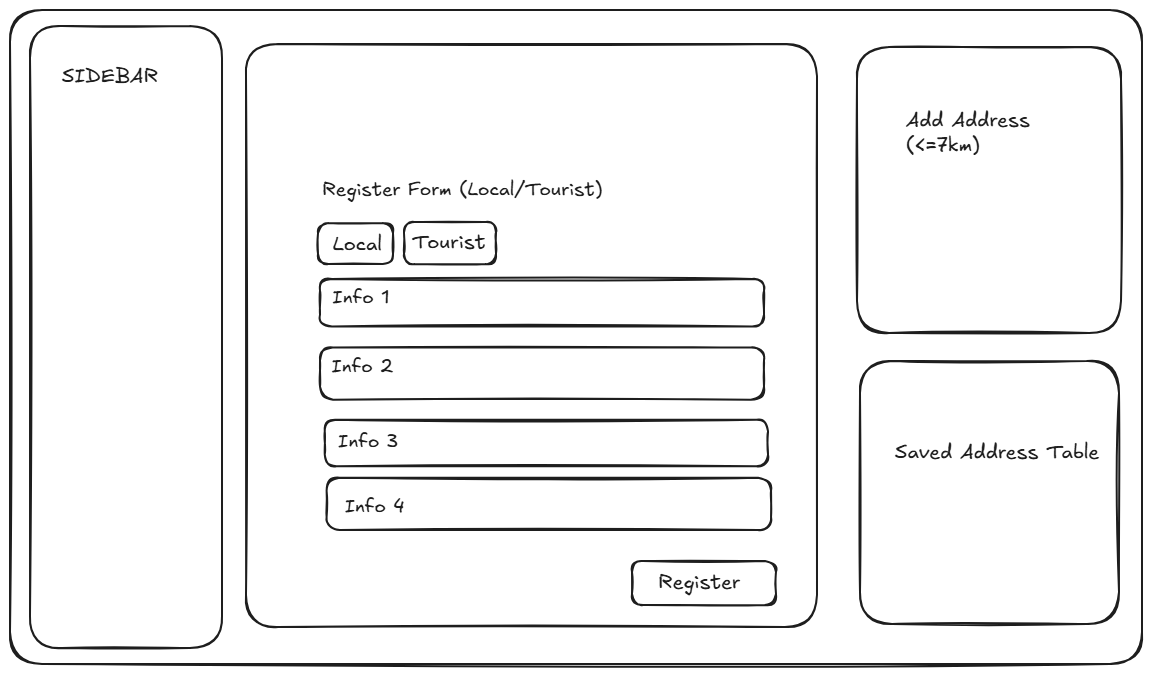 SIDEBAR
Register Form (Local/Tourist)
Local
Tourist
Info 1
Info 2
Info 3
Info 4
Register
Add Address
(<=7km)
Saved Address Table